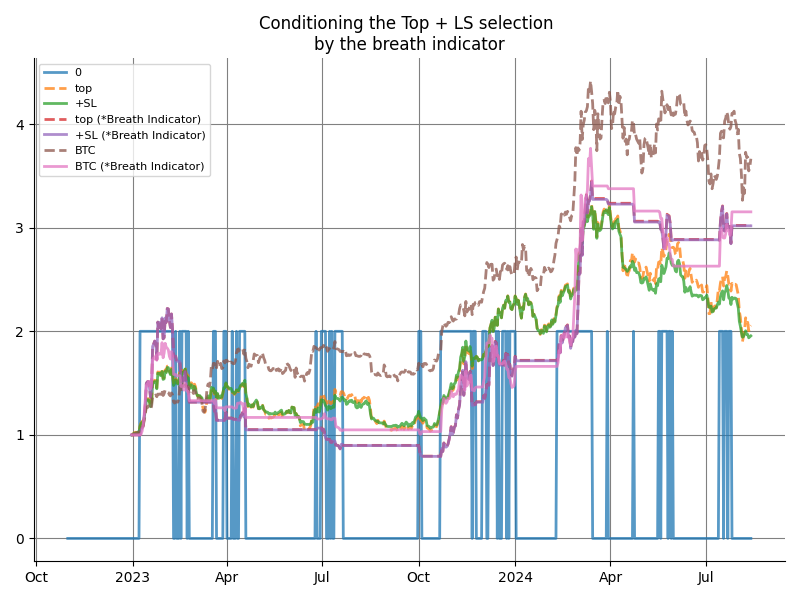 Conditioning the Top + LS selection
by the breath indicator
0
top
+SL
top (*Breath Indicator)
+SL (*Breath Indicator)
BTC
BTC (*Breath Indicator)
4
3
2
1
0
Oct
2023
Apr
Jul
Oct
2024
Apr
Jul